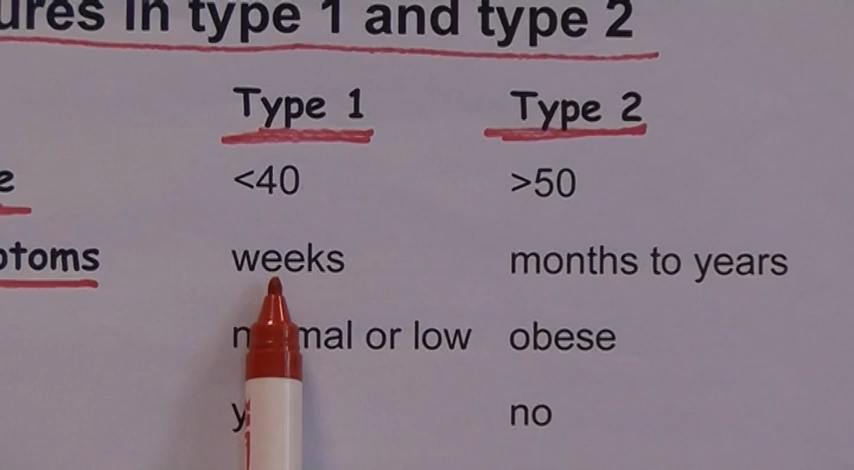 ures in type 1 and type 2
Type 1 Type 2
e <40 >50
ptoms weeks months to years
or low obese
no